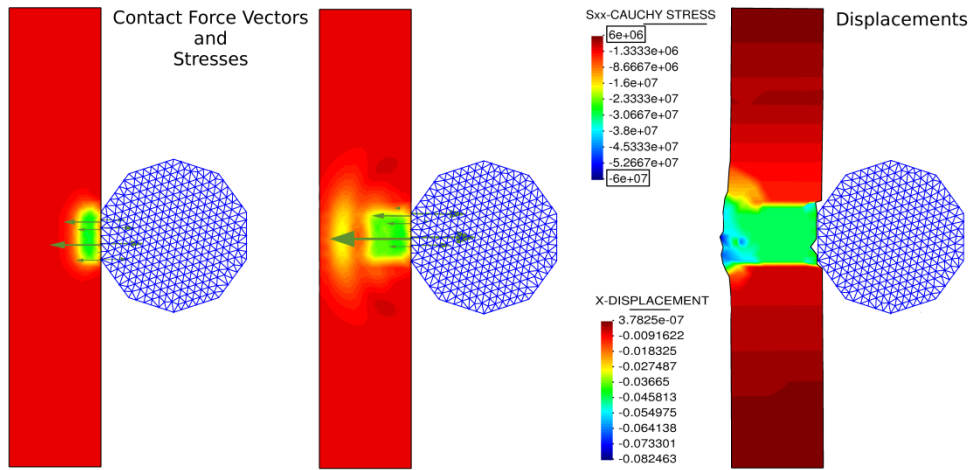 Contact Force Vectors
and
Stresses
Sxx-CAUCHY STRESS
6e+06
-1.3333e+06
-8.6667e+06
-1.6e+07
-2.3333e+07
-3.0667e+07
-3.8e+07
-4.5333e+07
-5.2667e+07
-6e+07
X-DISPLACEMENT
3.7825e-07
-0.0091622
-0.018325
-0.027487
-0.03665
-0.045813
-0.054975
-0.064138
-0.073301
-0.082463
Displacements